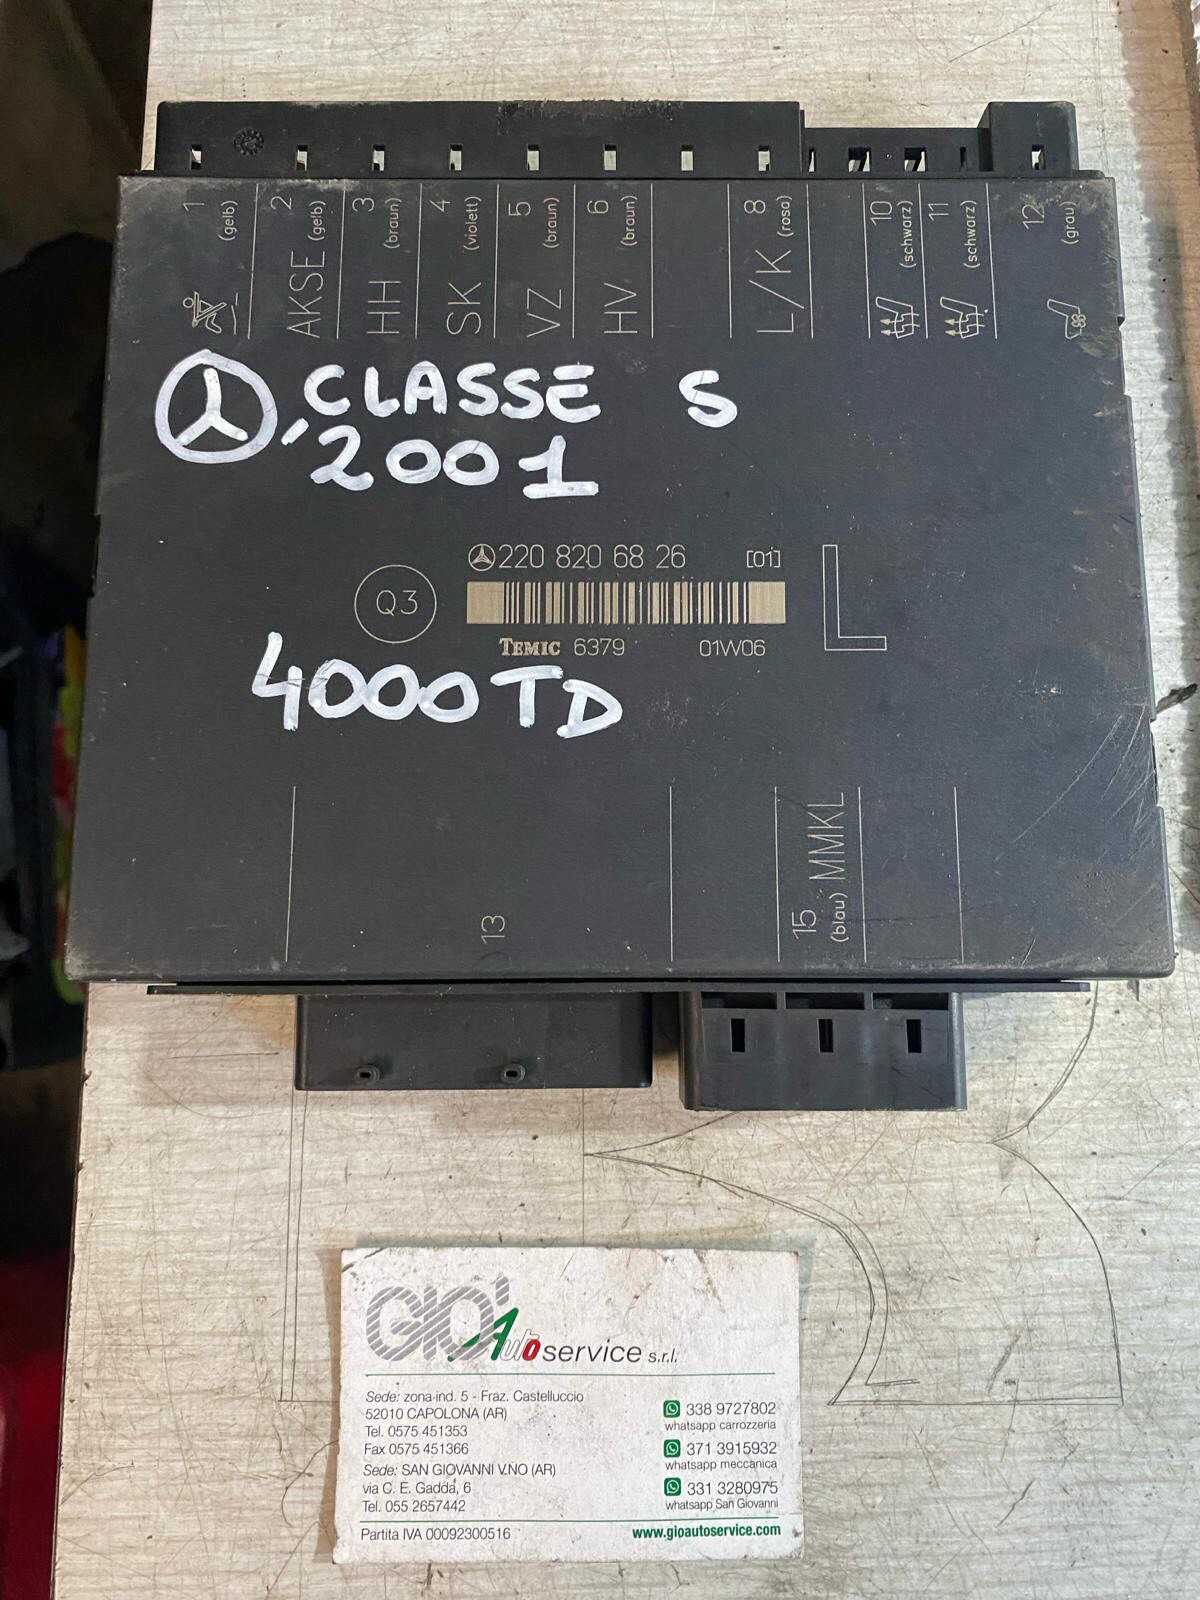 1 (gelb)
2 (gelb) AKSE
3 (braun) HH
4 (violett) SK
5 (braun) VZ
6 (braun) HV
8 (rosa) L/K
10 (schwarz)
11 (schwarz)
12 (grau)
CLASSE S
2001
220 820 68 26 [01]
Q3
L
TEMIC 6379 01W06
4000TD
13
15 (blau) MMKL
GIO' Auto service s.r.l.
Sede: zona ind. 5 - Fraz. Castelluccio
52010 CAPOLONA (AR)
Tel. 0575 451353
Fax 0575 451366
Sede: SAN GIOVANNI V.NO (AR)
via C. E. Gadda, 6
Tel. 055 2657442
338 9727802
whatsapp carrozzeria
371 3915932
whatsapp meccanica
331 3280975
whatsapp San Giovanni
Partita IVA 00092300516
www.gioautoservice.com